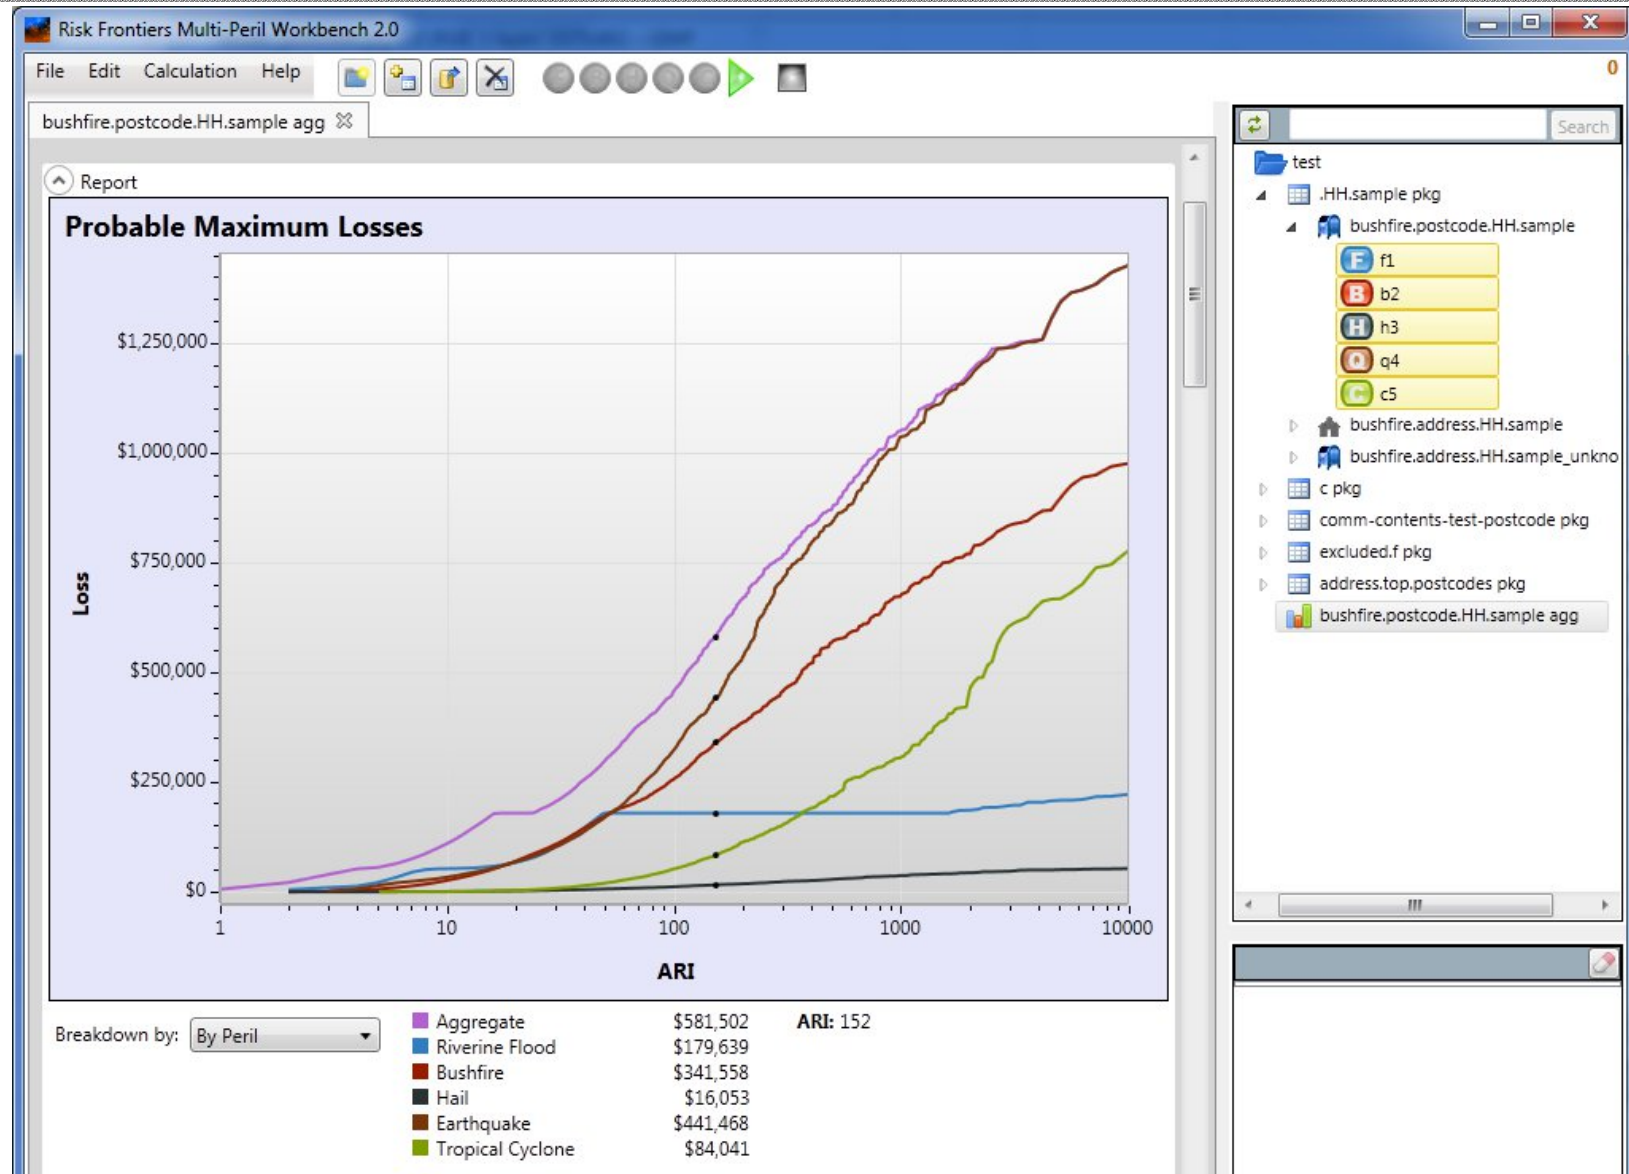 Risk Frontiers Multi-Peril Workbench 2.0
File Edit Calculation Help
0
bushfire.postcode.HH.sample agg
Report
Probable Maximum Losses
$1,250,000
$1,000,000
$750,000
$500,000
$250,000
$0
Loss
1 10 100 1000 10000
ARI
Breakdown by: By Peril
Aggregate $581,502 ARI: 152
Riverine Flood $179,639
Bushfire $341,558
Hail $16,053
Earthquake $441,468
Tropical Cyclone $84,041
Search
test
.HH.sample pkg
bushfire.postcode.HH.sample
F f1
B b2
H h3
Q q4
C c5
bushfire.address.HH.sample
bushfire.address.HH.sample_unkno
c pkg
comm-contents-test-postcode pkg
excluded.f pkg
address.top.postcodes pkg
bushfire.postcode.HH.sample agg